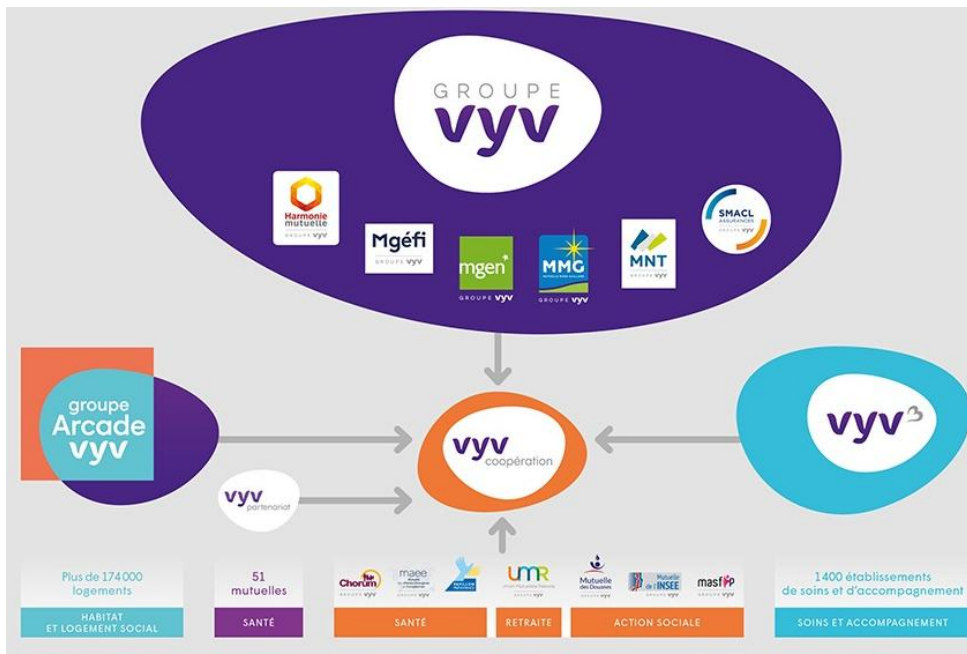 GROUPE
vyv
Harmonie
mutuelle
GROUPE vyv
Mgéfi
GROUPE vyv
mgen*
GROUPE vyv
MMG
GROUPE vyv
MNT
GROUPE vyv
SMACL
ASSURANCES
GROUPE vyv
groupe
Arcade
vyv
vyv
coopération
vyv3
vyv
partenariat
Plus de 174 000
logements
HABITAT
ET LOGEMENT SOCIAL
51
mutuelles
SANTÉ
Chorum
GROUPE vyv
maee
GROUPE vyv
SANTÉ
UMR
GROUPE vyv
RETRAITE
Mutuelle
des Douanes
GROUPE vyv
Mutuelle
de l'INSEE
GROUPE vyv
masfip
GROUPE vyv
ACTION SOCIALE
1400 établissements
de soins et d'accompagnement
SOINS ET ACCOMPAGNEMENT